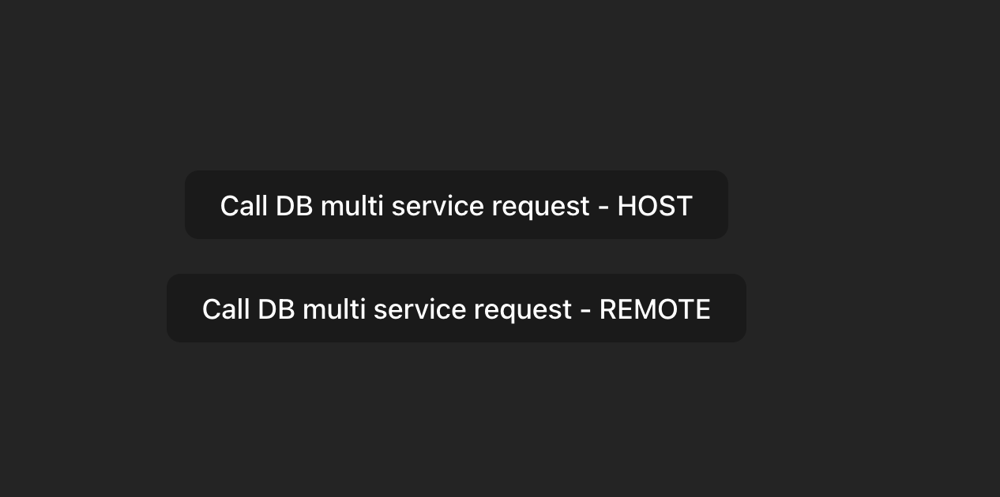 Call DB multi service request - HOST
Call DB multi service request - REMOTE